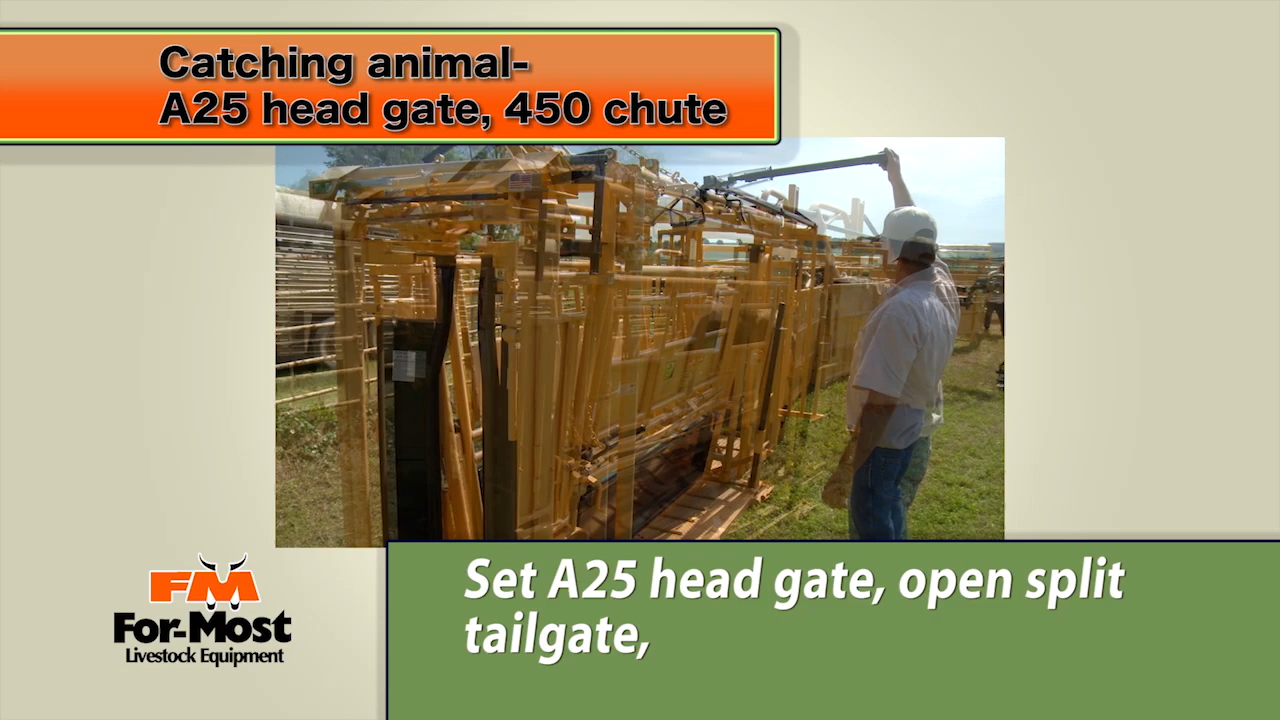 Catching animal-
A25 head gate, 450 chute
FM
For-Most
Livestock Equipment
Set A25 head gate, open split
tailgate,